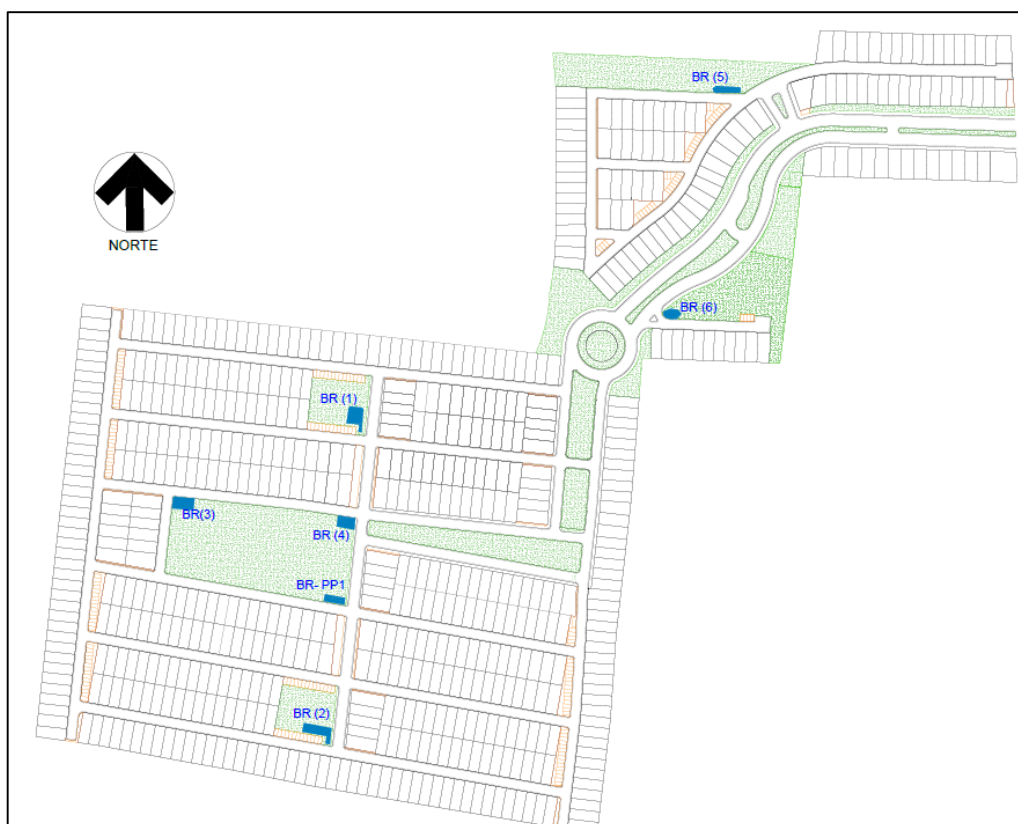 BR (5)
NORTE
BR (6)
BR (1)
BR(3)
BR (4)
BR- PP1
BR (2)